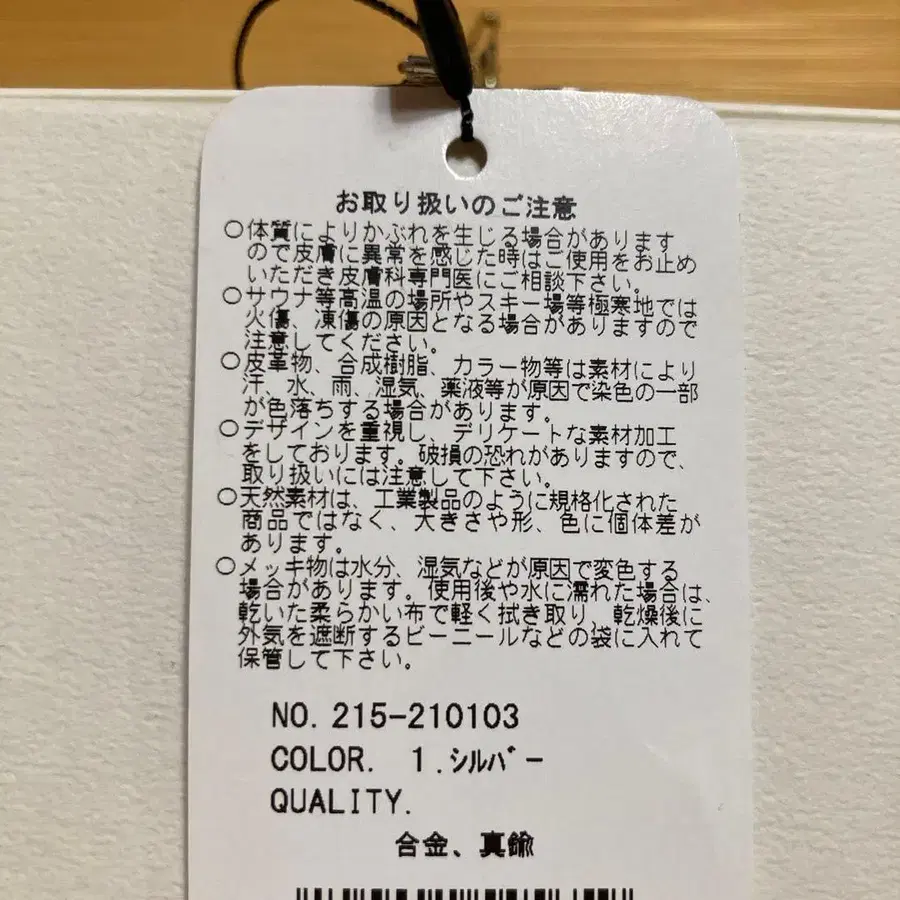 お取り扱いのご注意
○体質によりかぶれを生じる場合があります
ので皮膚に異常を感じた時はご使用をお止め
いただき皮膚科専門医にご相談下さい。
○サウナ等高温の場所やスキー場等極寒地では
火傷、凍傷の原因となる場合がありますので
注意してください。
○皮革物、合成樹脂、カラー物等は素材により
汗、水、雨、湿気、薬液等が原因で染色の一部
が色落ちする場合があります。
○デザインを重視し、デリケートな素材加工
をしております。破損の恐れがありますので、
取り扱いには注意して下さい。
○天然素材は、工業製品のように規格化された
商品ではなく、大きさや形、色に個体差が
あります。
○メッキ物は水分、湿気などが原因で変色する
場合があります。使用後や水に濡れた場合は、
乾いた柔らかい布で軽く拭き取り、乾燥後に
外気を遮断するビーニールなどの袋に入れて
保管して下さい。
NO. 215-210103
COLOR. 1.シルバー
QUALITY.
合金、真鍮